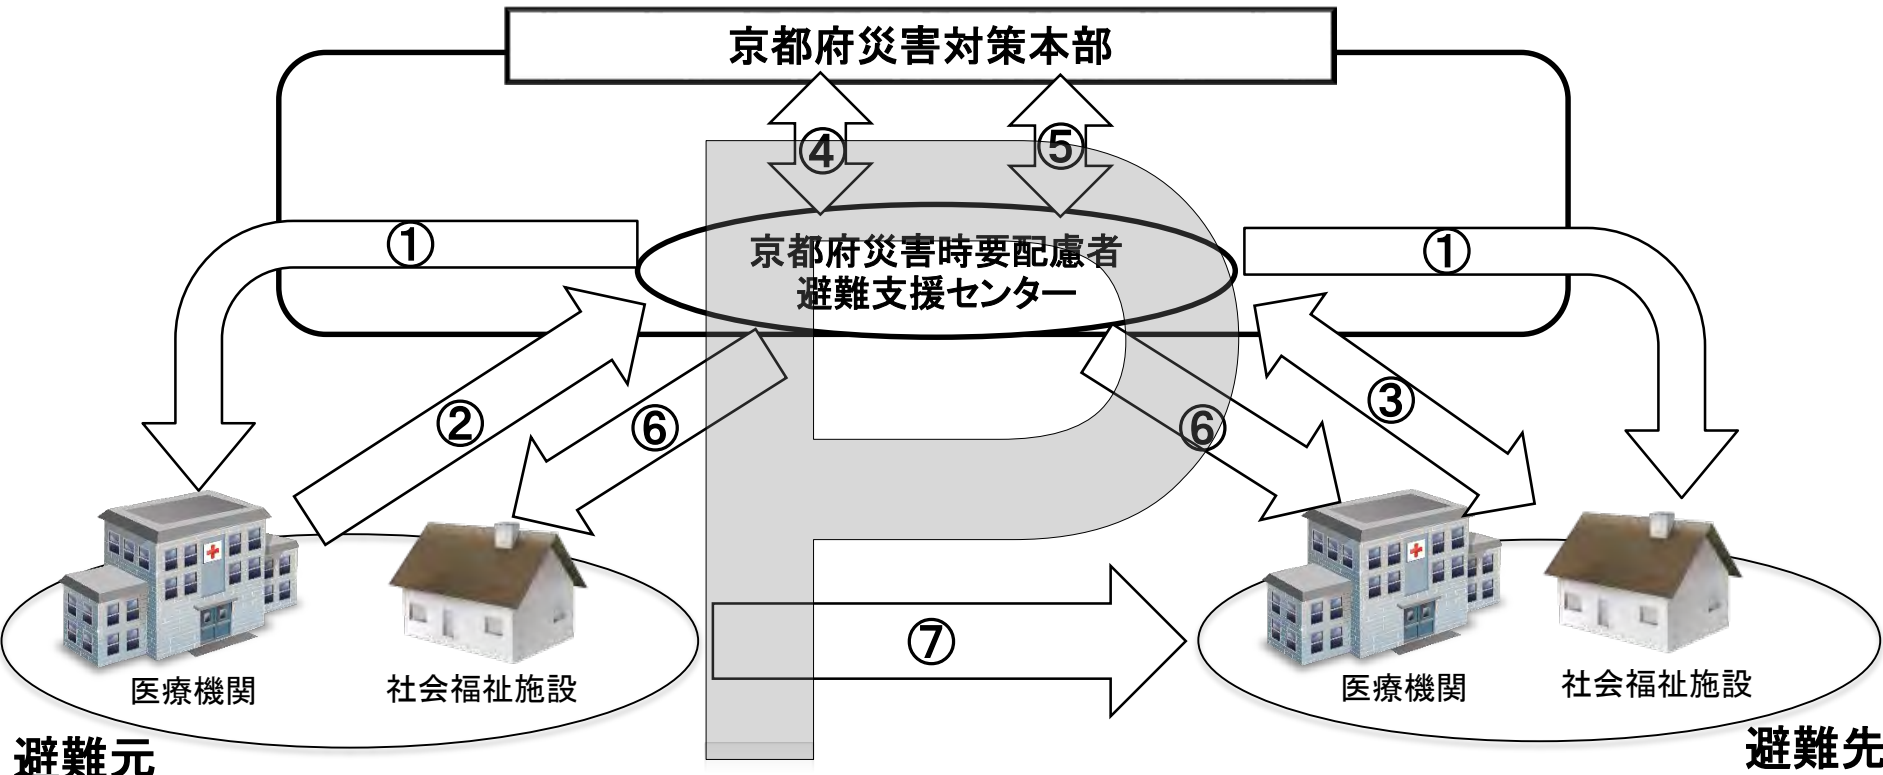 京都府災害対策本部
④
⑤
京都府災害時要配慮者
避難支援センター
①
①
②
⑥
⑥
③
⑦
医療機関
社会福祉施設
医療機関
社会福祉施設
避難元
避難先
P